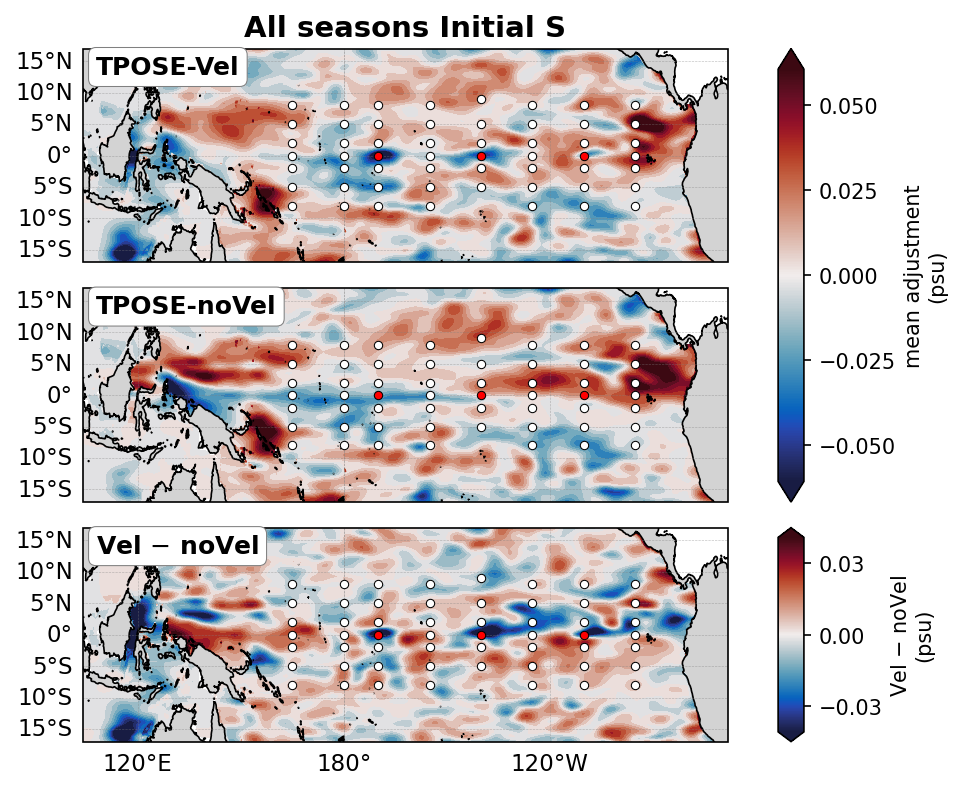 All seasons Initial S
TPOSE-Vel
15°N
10°N
5°N
0°
5°S
10°S
15°S
TPOSE-noVel
15°N
10°N
5°N
0°
5°S
10°S
15°S
Vel − noVel
15°N
10°N
5°N
0°
5°S
10°S
15°S
120°E
180°
120°W
0.050
0.025
0.000
−0.025
−0.050
mean adjustment
(psu)
0.03
0.00
−0.03
Vel − noVel
(psu)